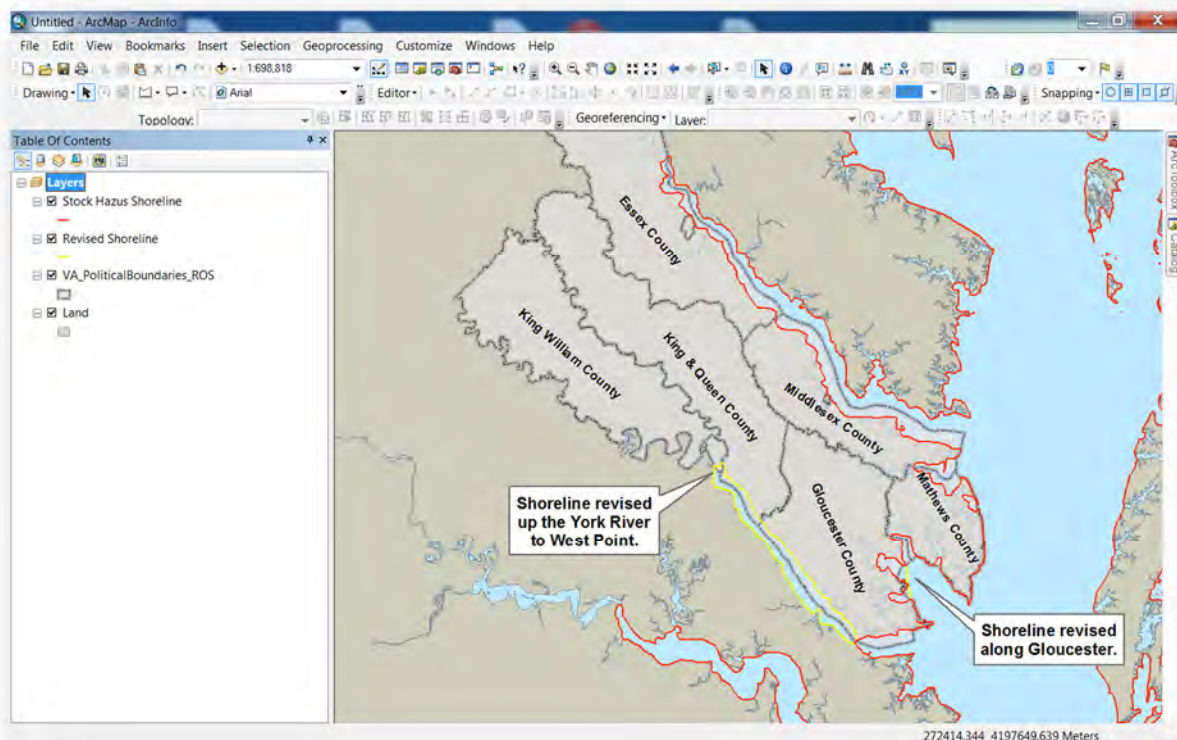 Untitled - ArcMap - ArcInfo
File Edit View Bookmarks Insert Selection Geoprocessing Customize Windows Help
1:698,818
Drawing Arial Editor Snapping
Topology: Georeferencing Layer:
Table Of Contents
Layers
Stock Hazus Shoreline
Revised Shoreline
VA_PoliticalBoundaries_ROS
Land
Essex County
King William County
King & Queen County
Middlesex County
Gloucester County
Mathews County
Shoreline revised
up the York River
to West Point.
Shoreline revised
along Gloucester.
ArcToolbox
Catalog
272414.344 4197649.639 Meters